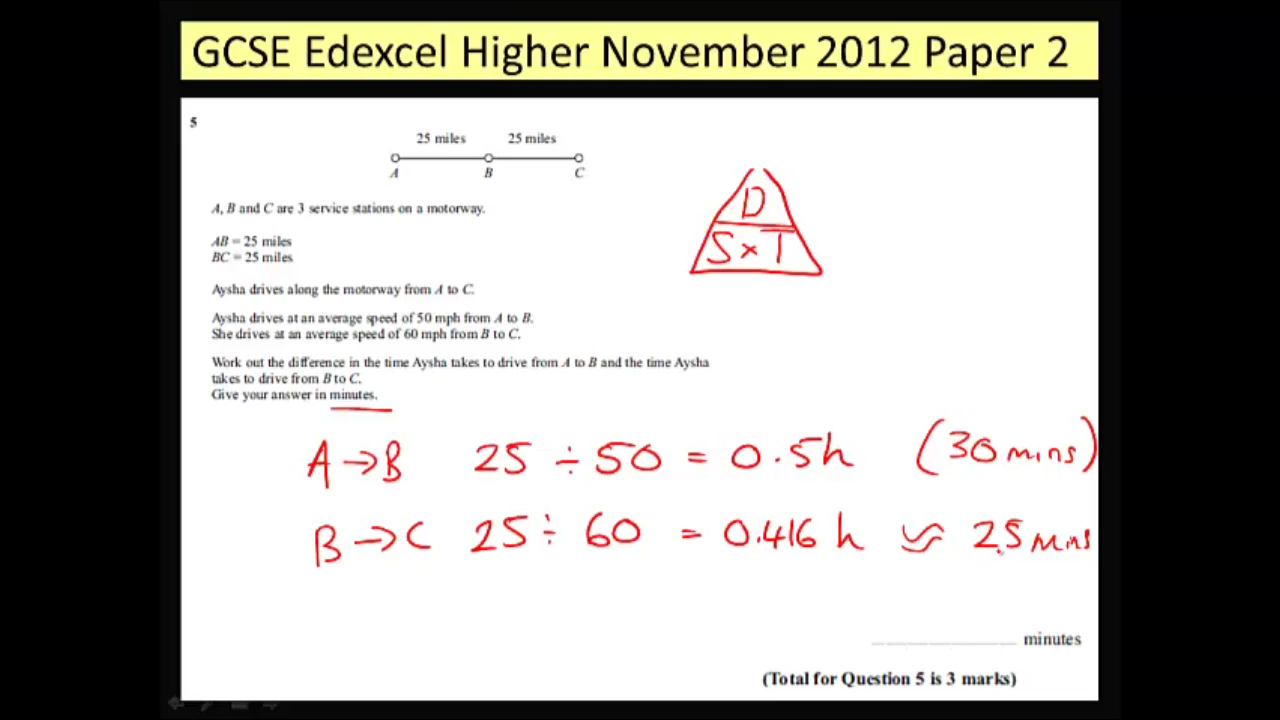 GCSE Edexcel Higher November 2012 Paper 2
5
25 miles 25 miles
A B C
A, B and C are 3 service stations on a motorway.
AB = 25 miles
BC = 25 miles
Aysha drives along the motorway from A to C.
Aysha drives at an average speed of 50 mph from A to B.
She drives at an average speed of 60 mph from B to C.
Work out the difference in the time Aysha takes to drive from A to B and the time Aysha
takes to drive from B to C.
Give your answer in minutes.
D
S × T
A → B 25 ÷ 50 = 0.5h (30 mins)
B → C 25 ÷ 60 = 0.416 h ≈ 25 mins
minutes
(Total for Question 5 is 3 marks)